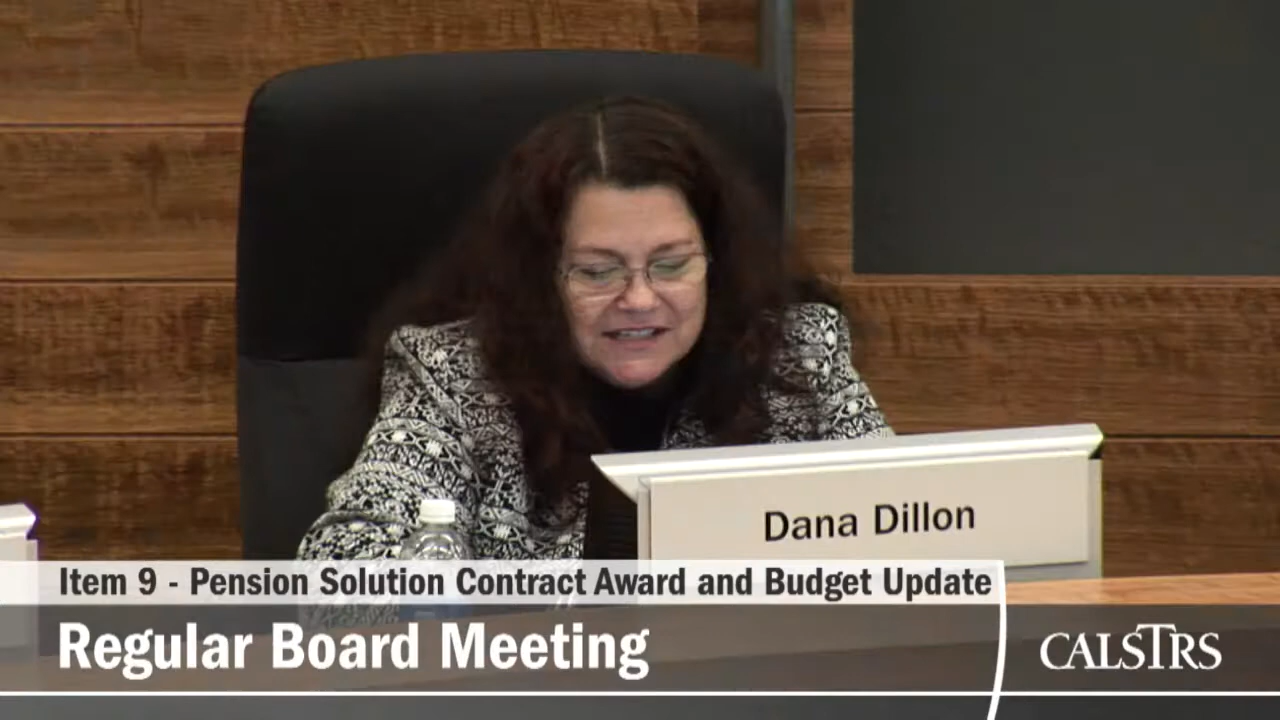 Dana Dillon
Item 9 - Pension Solution Contract Award and Budget Update
Regular Board Meeting
CALSTRS